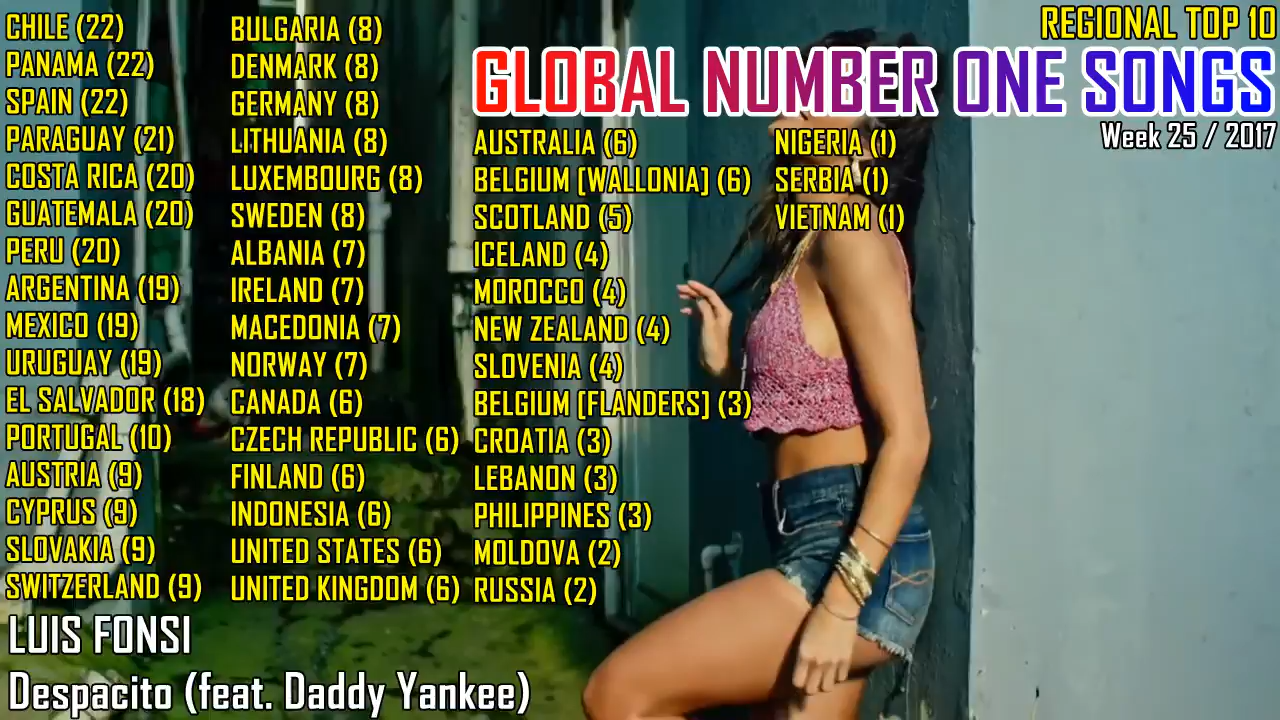 REGIONAL TOP 10
GLOBAL NUMBER ONE SONGS
Week 25 / 2017
CHILE (22)
PANAMA (22)
SPAIN (22)
PARAGUAY (21)
COSTA RICA (20)
GUATEMALA (20)
PERU (20)
ARGENTINA (19)
MEXICO (19)
URUGUAY (19)
EL SALVADOR (18)
PORTUGAL (10)
AUSTRIA (9)
CYPRUS (9)
SLOVAKIA (9)
SWITZERLAND (9)
BULGARIA (8)
DENMARK (8)
GERMANY (8)
LITHUANIA (8)
LUXEMBOURG (8)
SWEDEN (8)
ALBANIA (7)
IRELAND (7)
MACEDONIA (7)
NORWAY (7)
CANADA (6)
CZECH REPUBLIC (6)
FINLAND (6)
INDONESIA (6)
UNITED STATES (6)
UNITED KINGDOM (6)
AUSTRALIA (6)
BELGIUM [WALLONIA] (6)
SCOTLAND (5)
ICELAND (4)
MOROCCO (4)
NEW ZEALAND (4)
SLOVENIA (4)
BELGIUM [FLANDERS] (3)
CROATIA (3)
LEBANON (3)
PHILIPPINES (3)
MOLDOVA (2)
RUSSIA (2)
NIGERIA (1)
SERBIA (1)
VIETNAM (1)
LUIS FONSI
Despacito (feat. Daddy Yankee)